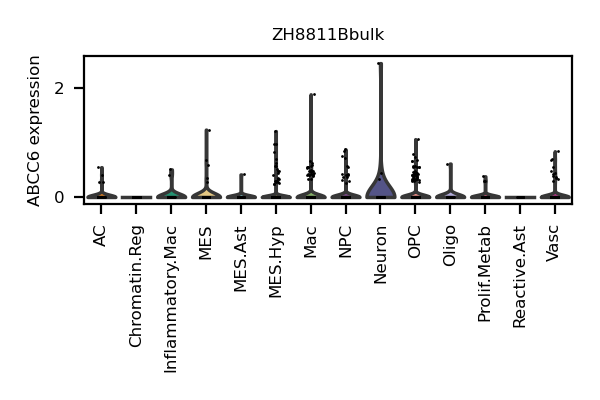 ZH8811Bbulk
ABCC6 expression
2
0
AC
Chromatin.Reg
Inflammatory.Mac
MES
MES.Ast
MES.Hyp
Mac
NPC
Neuron
OPC
Oligo
Prolif.Metab
Reactive.Ast
Vasc